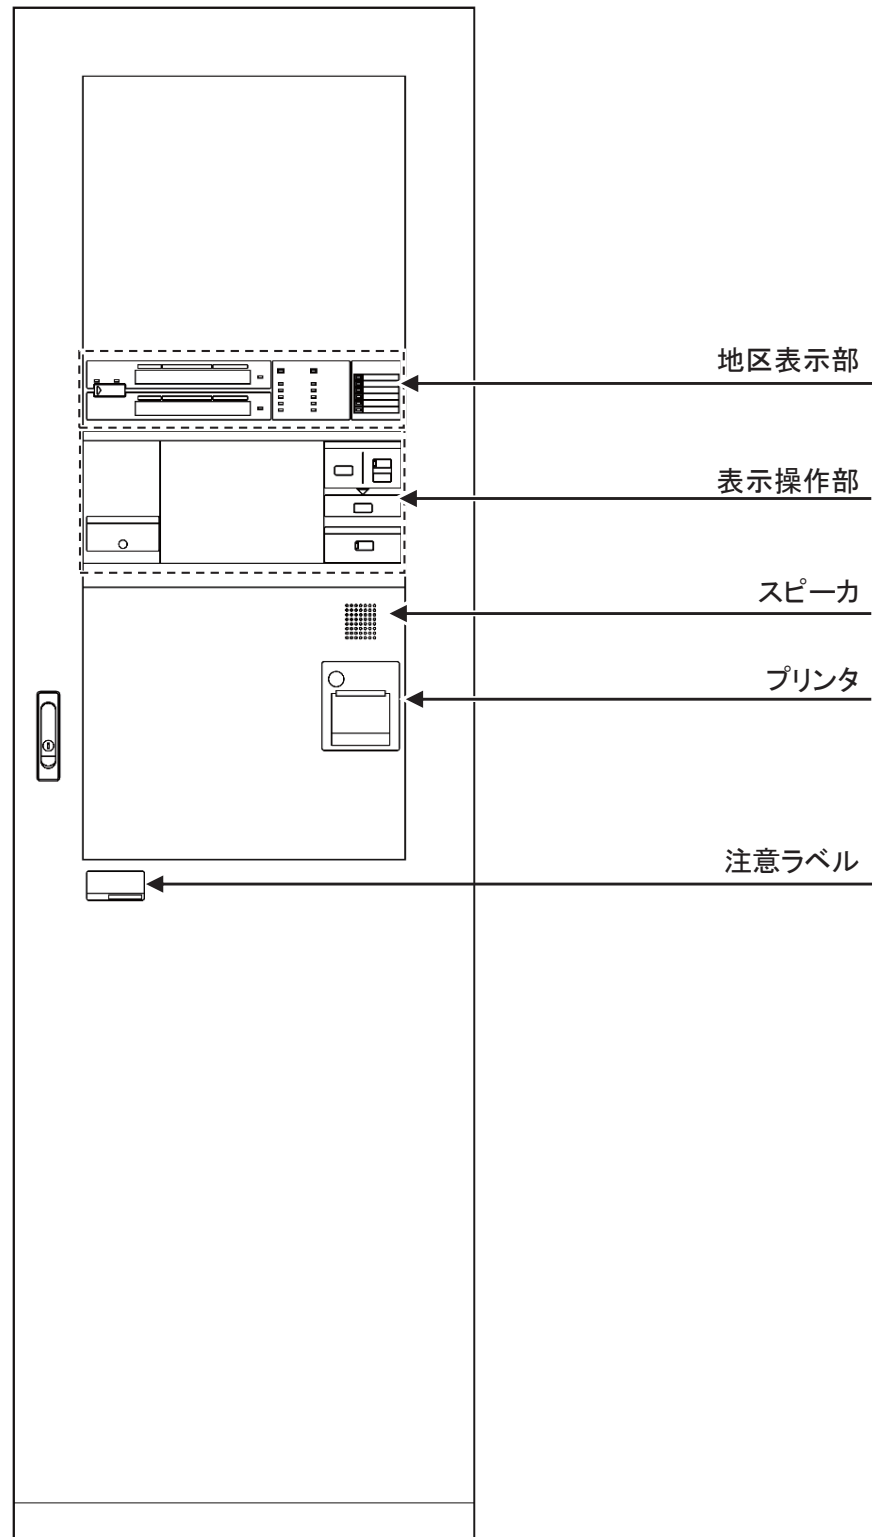 地区表示部
表示操作部
スピーカ
プリンタ
注意ラベル